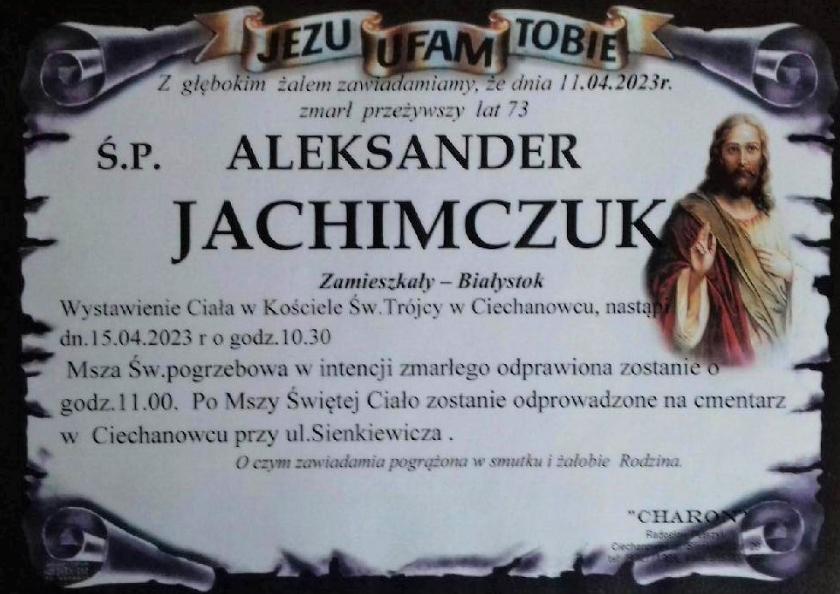 JEZU UFAM TOBIE
Z głębokim żalem zawiadamiamy, że dnia 11.04.2023r.
zmarł przeżywszy lat 73
Ś.P. ALEKSANDER
JACHIMCZUK
Zamieszkały – Białystok
Wystawienie Ciała w Kościele Św.Trójcy w Ciechanowcu, nastąpi
dn.15.04.2023 r o godz.10.30
Msza Św.pogrzebowa w intencji zmarłego odprawiona zostanie o
godz.11.00. Po Mszy Świętej Ciało zostanie odprowadzone na cmentarz
w Ciechanowcu przy ul.Sienkiewicza .
O czym zawiadamia pogrążona w smutku i żałobie Rodzina.
"CHARON"